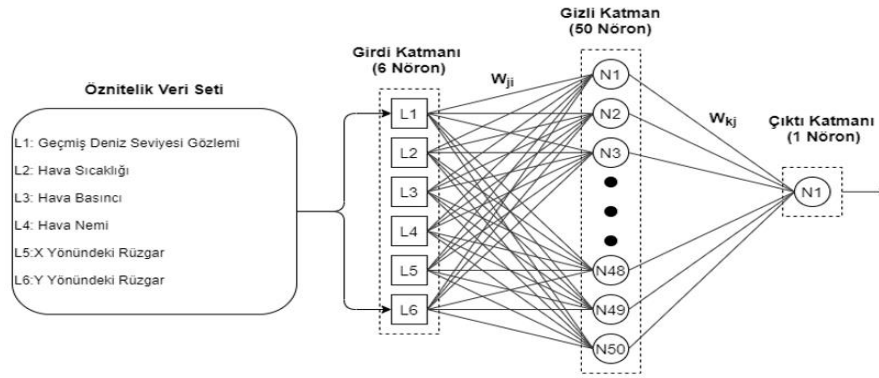 Öznitelik Veri Seti
L1: Geçmiş Deniz Seviyesi Gözlemi
L2: Hava Sıcaklığı
L3: Hava Basıncı
L4: Hava Nemi
L5:X Yönündeki Rüzgar
L6:Y Yönündeki Rüzgar
Girdi Katmanı
(6 Nöron)
L1
L2
L3
L4
L5
L6
Wji
Gizli Katman
(50 Nöron)
N1
N2
N3
N48
N49
N50
Wkj
Çıktı Katmanı
(1 Nöron)
N1